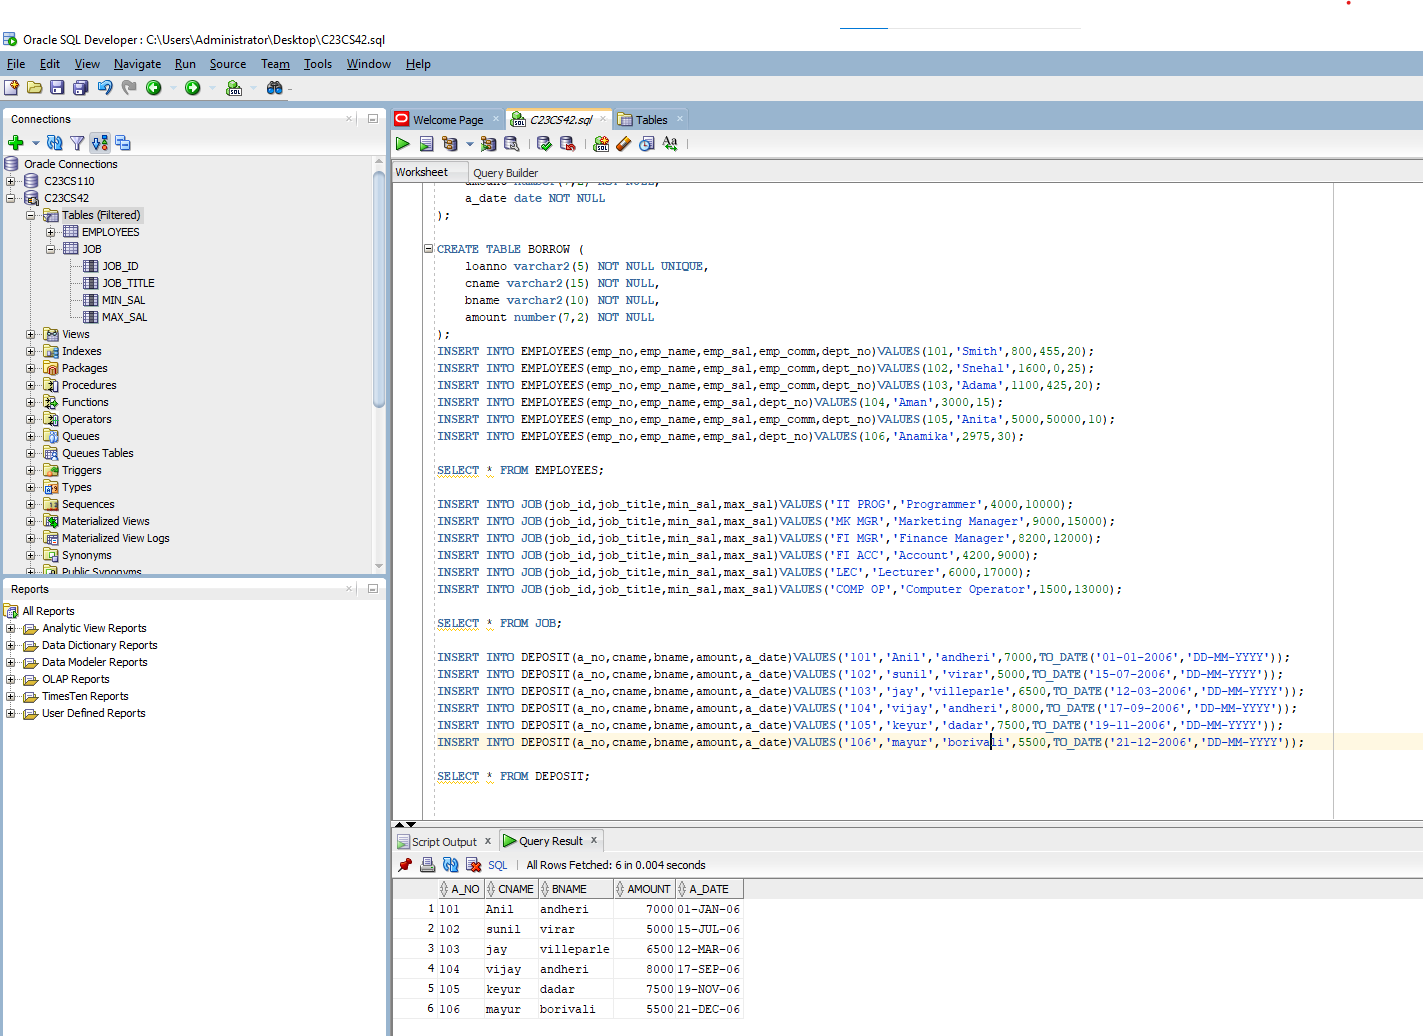 Oracle SQL Developer : C:\Users\Administrator\Desktop\C23CS42.sql
File Edit View Navigate Run Source Team Tools Window Help
Connections
Oracle Connections
C23CS110
C23CS42
Tables (Filtered)
EMPLOYEES
JOB
JOB_ID
JOB_TITLE
MIN_SAL
MAX_SAL
Views
Indexes
Packages
Procedures
Functions
Operators
Queues
Queues Tables
Triggers
Types
Sequences
Materialized Views
Materialized View Logs
Synonyms
Public Synonyms
Reports
All Reports
Analytic View Reports
Data Dictionary Reports
Data Modeler Reports
OLAP Reports
TimesTen Reports
User Defined Reports
Welcome Page C23CS42.sql Tables
Worksheet Query Builder
amount number(7,2) NOT NULL,
a_date date NOT NULL
);
CREATE TABLE BORROW (
loanno varchar2(5) NOT NULL UNIQUE,
cname varchar2(15) NOT NULL,
bname varchar2(10) NOT NULL,
amount number(7,2) NOT NULL
);
INSERT INTO EMPLOYEES(emp_no,emp_name,emp_sal,emp_comm,dept_no)VALUES(101,'Smith',800,455,20);
INSERT INTO EMPLOYEES(emp_no,emp_name,emp_sal,emp_comm,dept_no)VALUES(102,'Snehal',1600,0,25);
INSERT INTO EMPLOYEES(emp_no,emp_name,emp_sal,emp_comm,dept_no)VALUES(103,'Adama',1100,425,20);
INSERT INTO EMPLOYEES(emp_no,emp_name,emp_sal,dept_no)VALUES(104,'Aman',3000,15);
INSERT INTO EMPLOYEES(emp_no,emp_name,emp_sal,emp_comm,dept_no)VALUES(105,'Anita',5000,50000,10);
INSERT INTO EMPLOYEES(emp_no,emp_name,emp_sal,dept_no)VALUES(106,'Anamika',2975,30);
SELECT * FROM EMPLOYEES;
INSERT INTO JOB(job_id,job_title,min_sal,max_sal)VALUES('IT PROG','Programmer',4000,10000);
INSERT INTO JOB(job_id,job_title,min_sal,max_sal)VALUES('MK MGR','Marketing Manager',9000,15000);
INSERT INTO JOB(job_id,job_title,min_sal,max_sal)VALUES('FI MGR','Finance Manager',8200,12000);
INSERT INTO JOB(job_id,job_title,min_sal,max_sal)VALUES('FI ACC','Account',4200,9000);
INSERT INTO JOB(job_id,job_title,min_sal,max_sal)VALUES('LEC','Lecturer',6000,17000);
INSERT INTO JOB(job_id,job_title,min_sal,max_sal)VALUES('COMP OP','Computer Operator',1500,13000);
SELECT * FROM JOB;
INSERT INTO DEPOSIT(a_no,cname,bname,amount,a_date)VALUES('101','Anil','andheri',7000,TO_DATE('01-01-2006','DD-MM-YYYY'));
INSERT INTO DEPOSIT(a_no,cname,bname,amount,a_date)VALUES('102','sunil','virar',5000,TO_DATE('15-07-2006','DD-MM-YYYY'));
INSERT INTO DEPOSIT(a_no,cname,bname,amount,a_date)VALUES('103','jay','villeparle',6500,TO_DATE('12-03-2006','DD-MM-YYYY'));
INSERT INTO DEPOSIT(a_no,cname,bname,amount,a_date)VALUES('104','vijay','andheri',8000,TO_DATE('17-09-2006','DD-MM-YYYY'));
INSERT INTO DEPOSIT(a_no,cname,bname,amount,a_date)VALUES('105','keyur','dadar',7500,TO_DATE('19-11-2006','DD-MM-YYYY'));
INSERT INTO DEPOSIT(a_no,cname,bname,amount,a_date)VALUES('106','mayur','borivali',5500,TO_DATE('21-12-2006','DD-MM-YYYY'));
SELECT * FROM DEPOSIT;
Script Output Query Result
SQL All Rows Fetched: 6 in 0.004 seconds
A_NO CNAME BNAME AMOUNT A_DATE
1 101 Anil andheri 7000 01-JAN-06
2 102 sunil virar 5000 15-JUL-06
3 103 jay villeparle 6500 12-MAR-06
4 104 vijay andheri 8000 17-SEP-06
5 105 keyur dadar 7500 19-NOV-06
6 106 mayur borivali 5500 21-DEC-06